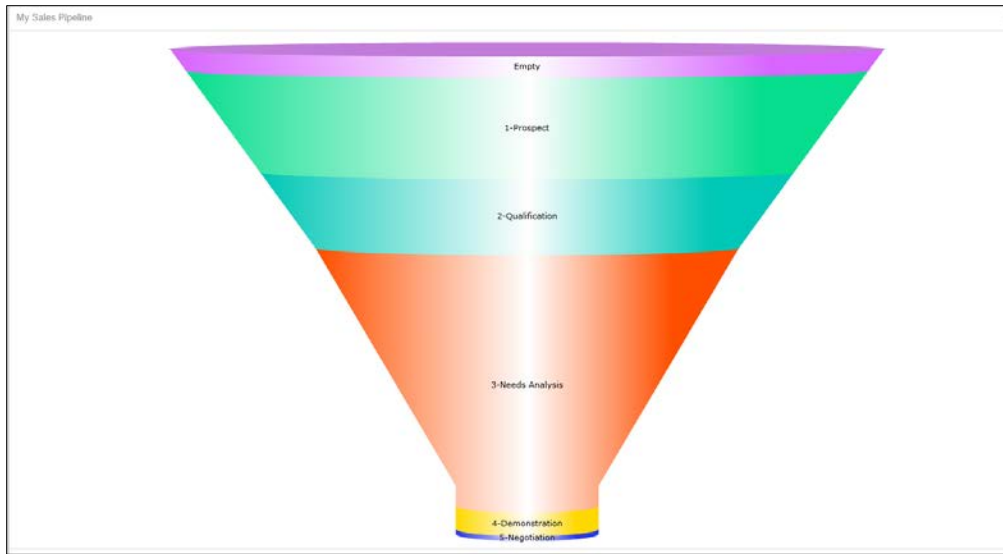 My Sales Pipeline
Empty
1-Prospect
2-Qualification
3-Needs Analysis
4-Demonstration
5-Negotiation